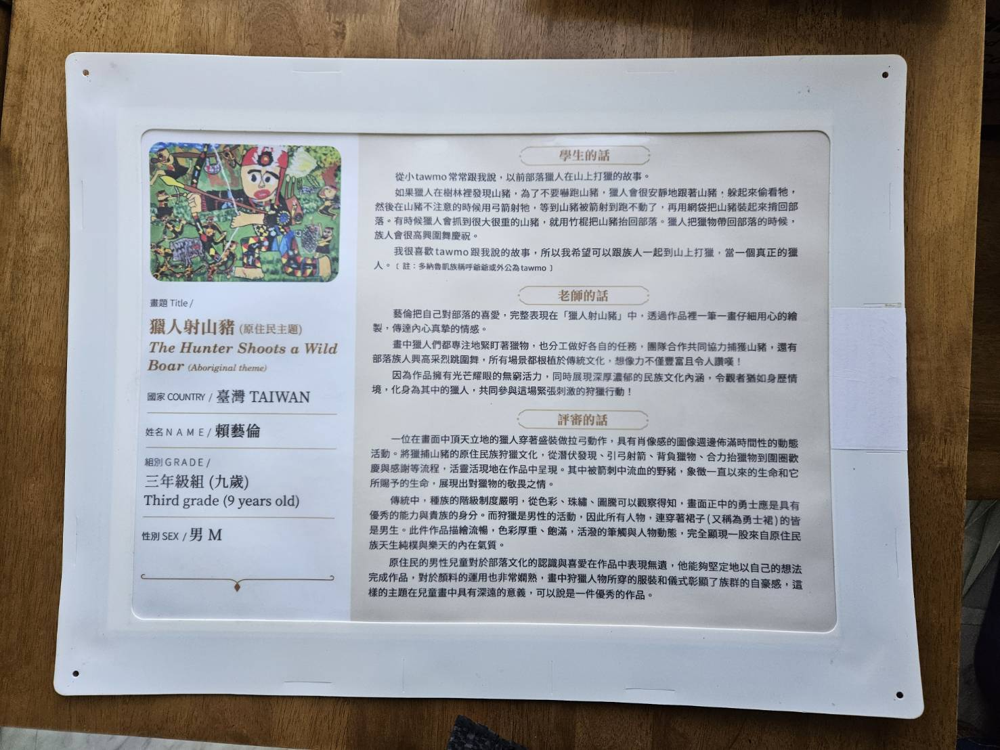 畫題 Title /
獵人射山豬 (原住民主題)
The Hunter Shoots a Wild
Boar (Aboriginal theme)
國家 COUNTRY / 臺灣 TAIWAN
姓名 NAME / 賴藝倫
組別 GRADE /
三年級組 (九歲)
Third grade (9 years old)
性別 SEX / 男 M
學生的話
從小tawmo常常跟我說，以前部落獵人在山上打獵的故事。
如果獵人在樹林裡發現山豬，為了不要嚇跑山豬，獵人會很安靜地跟著山豬，躲起來偷看牠，
然後在山豬不注意的時候用弓箭射牠，等到山豬被箭射到跑不動了，再用網袋把山豬裝起來揹回部
落。有時候獵人會抓到很大很重的山豬，就用竹棍把山豬抬回部落。獵人把獵物帶回部落的時候，
族人會很高興圍舞慶祝。
我很喜歡tawmo跟我說的故事，所以我希望可以跟族人一起到山上打獵，當一個真正的獵
人。﹝註：多納魯凱族稱呼爺爺或外公為tawmo﹞
老師的話
藝倫把自己對部落的喜愛，完整表現在「獵人射山豬」中，透過作品裡一筆一畫仔細用心的繪
製，傳達內心真摯的情感。
畫中獵人們都專注地緊盯著獵物，也分工做好各自的任務，團隊合作共同協力捕獲山豬，還有
部落族人興高采烈跳圍舞，所有場景都根植於傳統文化，想像力不僅豐富且令人讚嘆！
因為作品擁有光芒耀眼的無窮活力，同時展現深厚濃郁的民族文化內涵，令觀者猶如身歷情
境，化身為其中的獵人，共同參與這場緊張刺激的狩獵行動！
評審的話
一位在畫面中頂天立地的獵人穿著盛裝做拉弓動作，具有肖像感的圖像週邊佈滿時間性的動態
活動。將獵捕山豬的原住民族狩獵文化，從潛伏發現、引弓射箭、背負獵物、合力抬獵物到圍圈歡
慶與感謝等流程，活靈活現地在作品中呈現。其中被箭刺中流血的野豬，象徵一直以來的生命和它
所賜予的生命，展現出對獵物的敬畏之情。
傳統中，種族的階級制度嚴明，從色彩、珠繡、圖騰可以觀察得知，畫面正中的勇士應是具有
優秀的能力與貴族的身分。而狩獵是男性的活動，因此所有人物，連穿著裙子(又稱為勇士裙)的皆
是男生。此件作品描繪流暢，色彩厚重、飽滿，活潑的筆觸與人物動態，完全顯現一股來自原住民
族天生純樸與樂天的內在氣質。
原住民的男性兒童對於部落文化的認識與喜愛在作品中表現無遺，他能夠堅定地以自己的想法
完成作品，對於顏料的運用也非常嫻熟，畫中狩獵人物所穿的服裝和儀式彰顯了族群的自豪感，這
樣的主題在兒童畫中具有深遠的意義，可以說是一件優秀的作品。